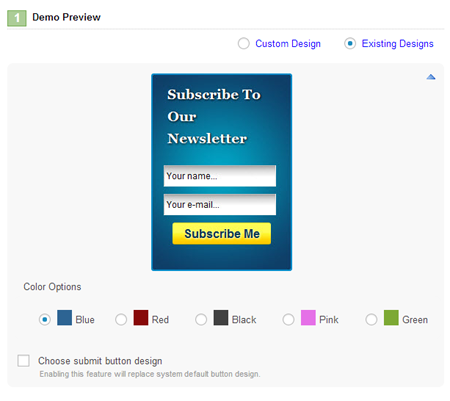 1 Demo Preview
Custom Design Existing Designs
Subscribe To
Our
Newsletter
Your name...
Your e-mail...
Subscribe Me
Color Options
Blue Red Black Pink Green
Choose submit button design
Enabling this feature will replace system default button design.